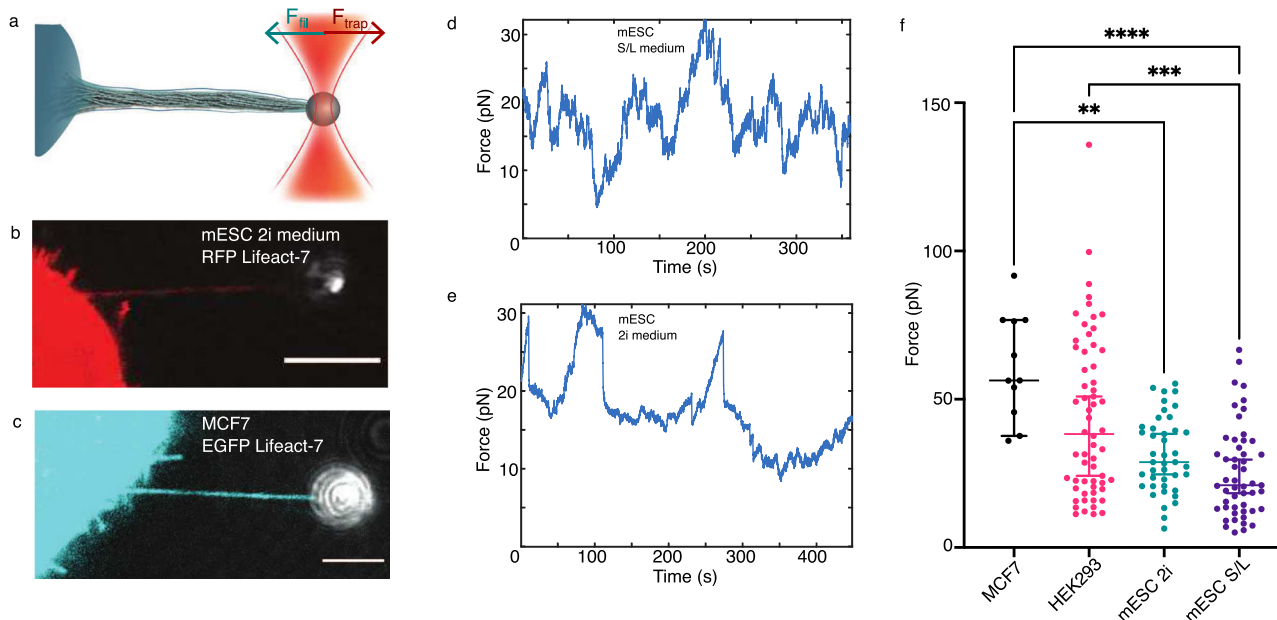 a
F_fil F_trap
b
mESC 2i medium
RFP Lifeact-7
c
MCF7
EGFP Lifeact-7
d
mESC
S/L medium
Force (pN)
30
20
10
0
100 200 300
Time (s)
e
mESC
2i medium
Force (pN)
30
20
10
0
0 100 200 300 400
Time (s)
f
****
***
**
Force (pN)
150
100
50
0
MCF7
HEK293
mESC 2i
mESC S/L